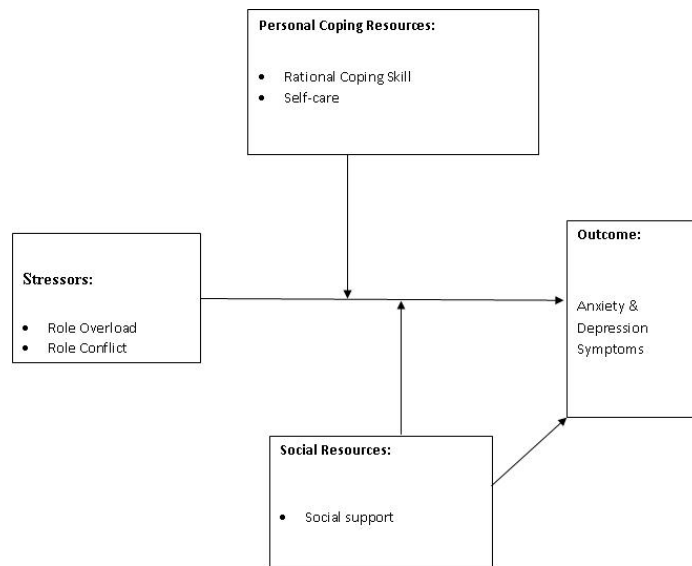 Personal Coping Resources:
• Rational Coping Skill
• Self-care
Stressors:
• Role Overload
• Role Conflict
Outcome:
Anxiety &
Depression
Symptoms
Social Resources:
• Social support